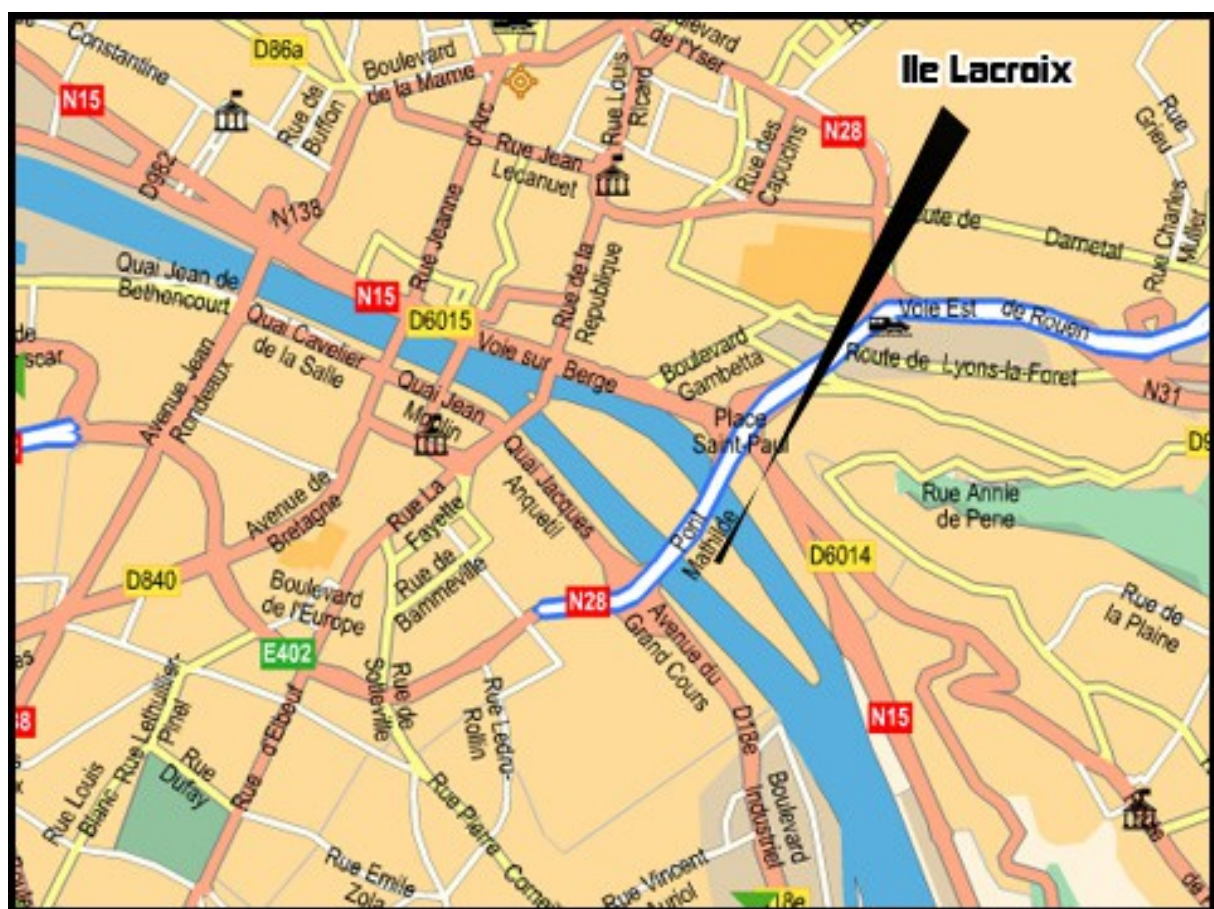 Constantine
D86a
Boulevard
de la Marne
Boulevard
de l'Yser
Ile Lacroix
N15
Rue de
Buffon
d'Arc
Rue Louis
Ricard
N28
Rue
Grieu
D982
Rue Jean
Lecanuet
Rue des
Capucins
N138
Rue Jeanne
Route de
Darnetal
Rue Charles
Muller
Quai Jean de
Bethencourt
N15
D6015
Rue de la
Republique
Voie Est
de Rouen
Quai Cavelier
de la Salle
Voie sur
Berge
Boulevard
Gambetta
Route de
Lyons-la-Foret
N31
de
scar
Avenue Jean
Rondeaux
Quai Jean
Moulin
Place
Saint-Paul
D9
Quai Jacques
Anquetil
Rue Annie
de Pene
Avenue de
Bretagne
Rue La
Fayette
Pont
Mathilde
D6014
D840
Boulevard
de l'Europe
Rue de
Bammeville
N28
Rue de
la Plaine
E402
Avenue du
Grand Cours
Rue de
Sotteville
Rue Ledru-
Rollin
N15
Rue Lethuillier-
Pinel
Rue
d'Elbeuf
D18e
Rue
Dufay
Rue Louis
Blanc
Rue Pierre Corneil
Boulevard
Industriel
Rue Emile
Zola
Rue Vincent
Auriol
18e